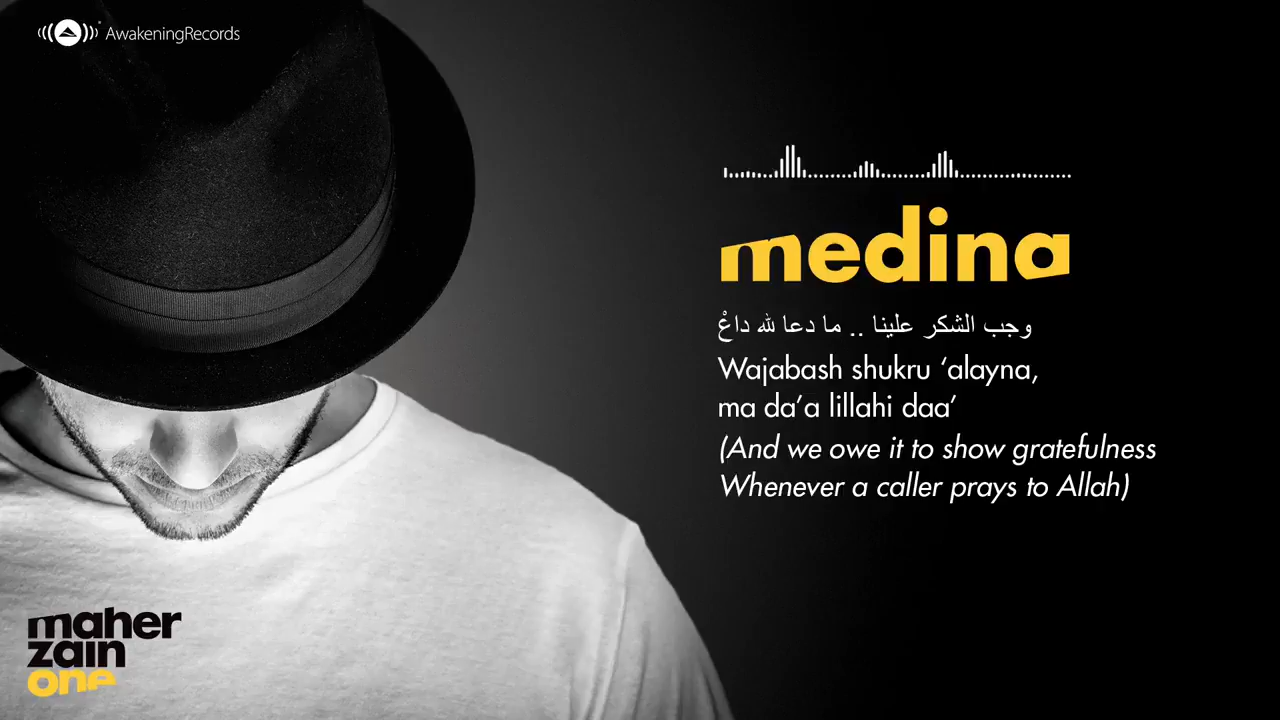 AwakeningRecords
medina
وجب الشكر علينا .. ما دعا لله داعْ
Wajabash shukru ‘alayna,
ma da’a lillahi daa’
(And we owe it to show gratefulness
Whenever a caller prays to Allah)
maher
zain
one